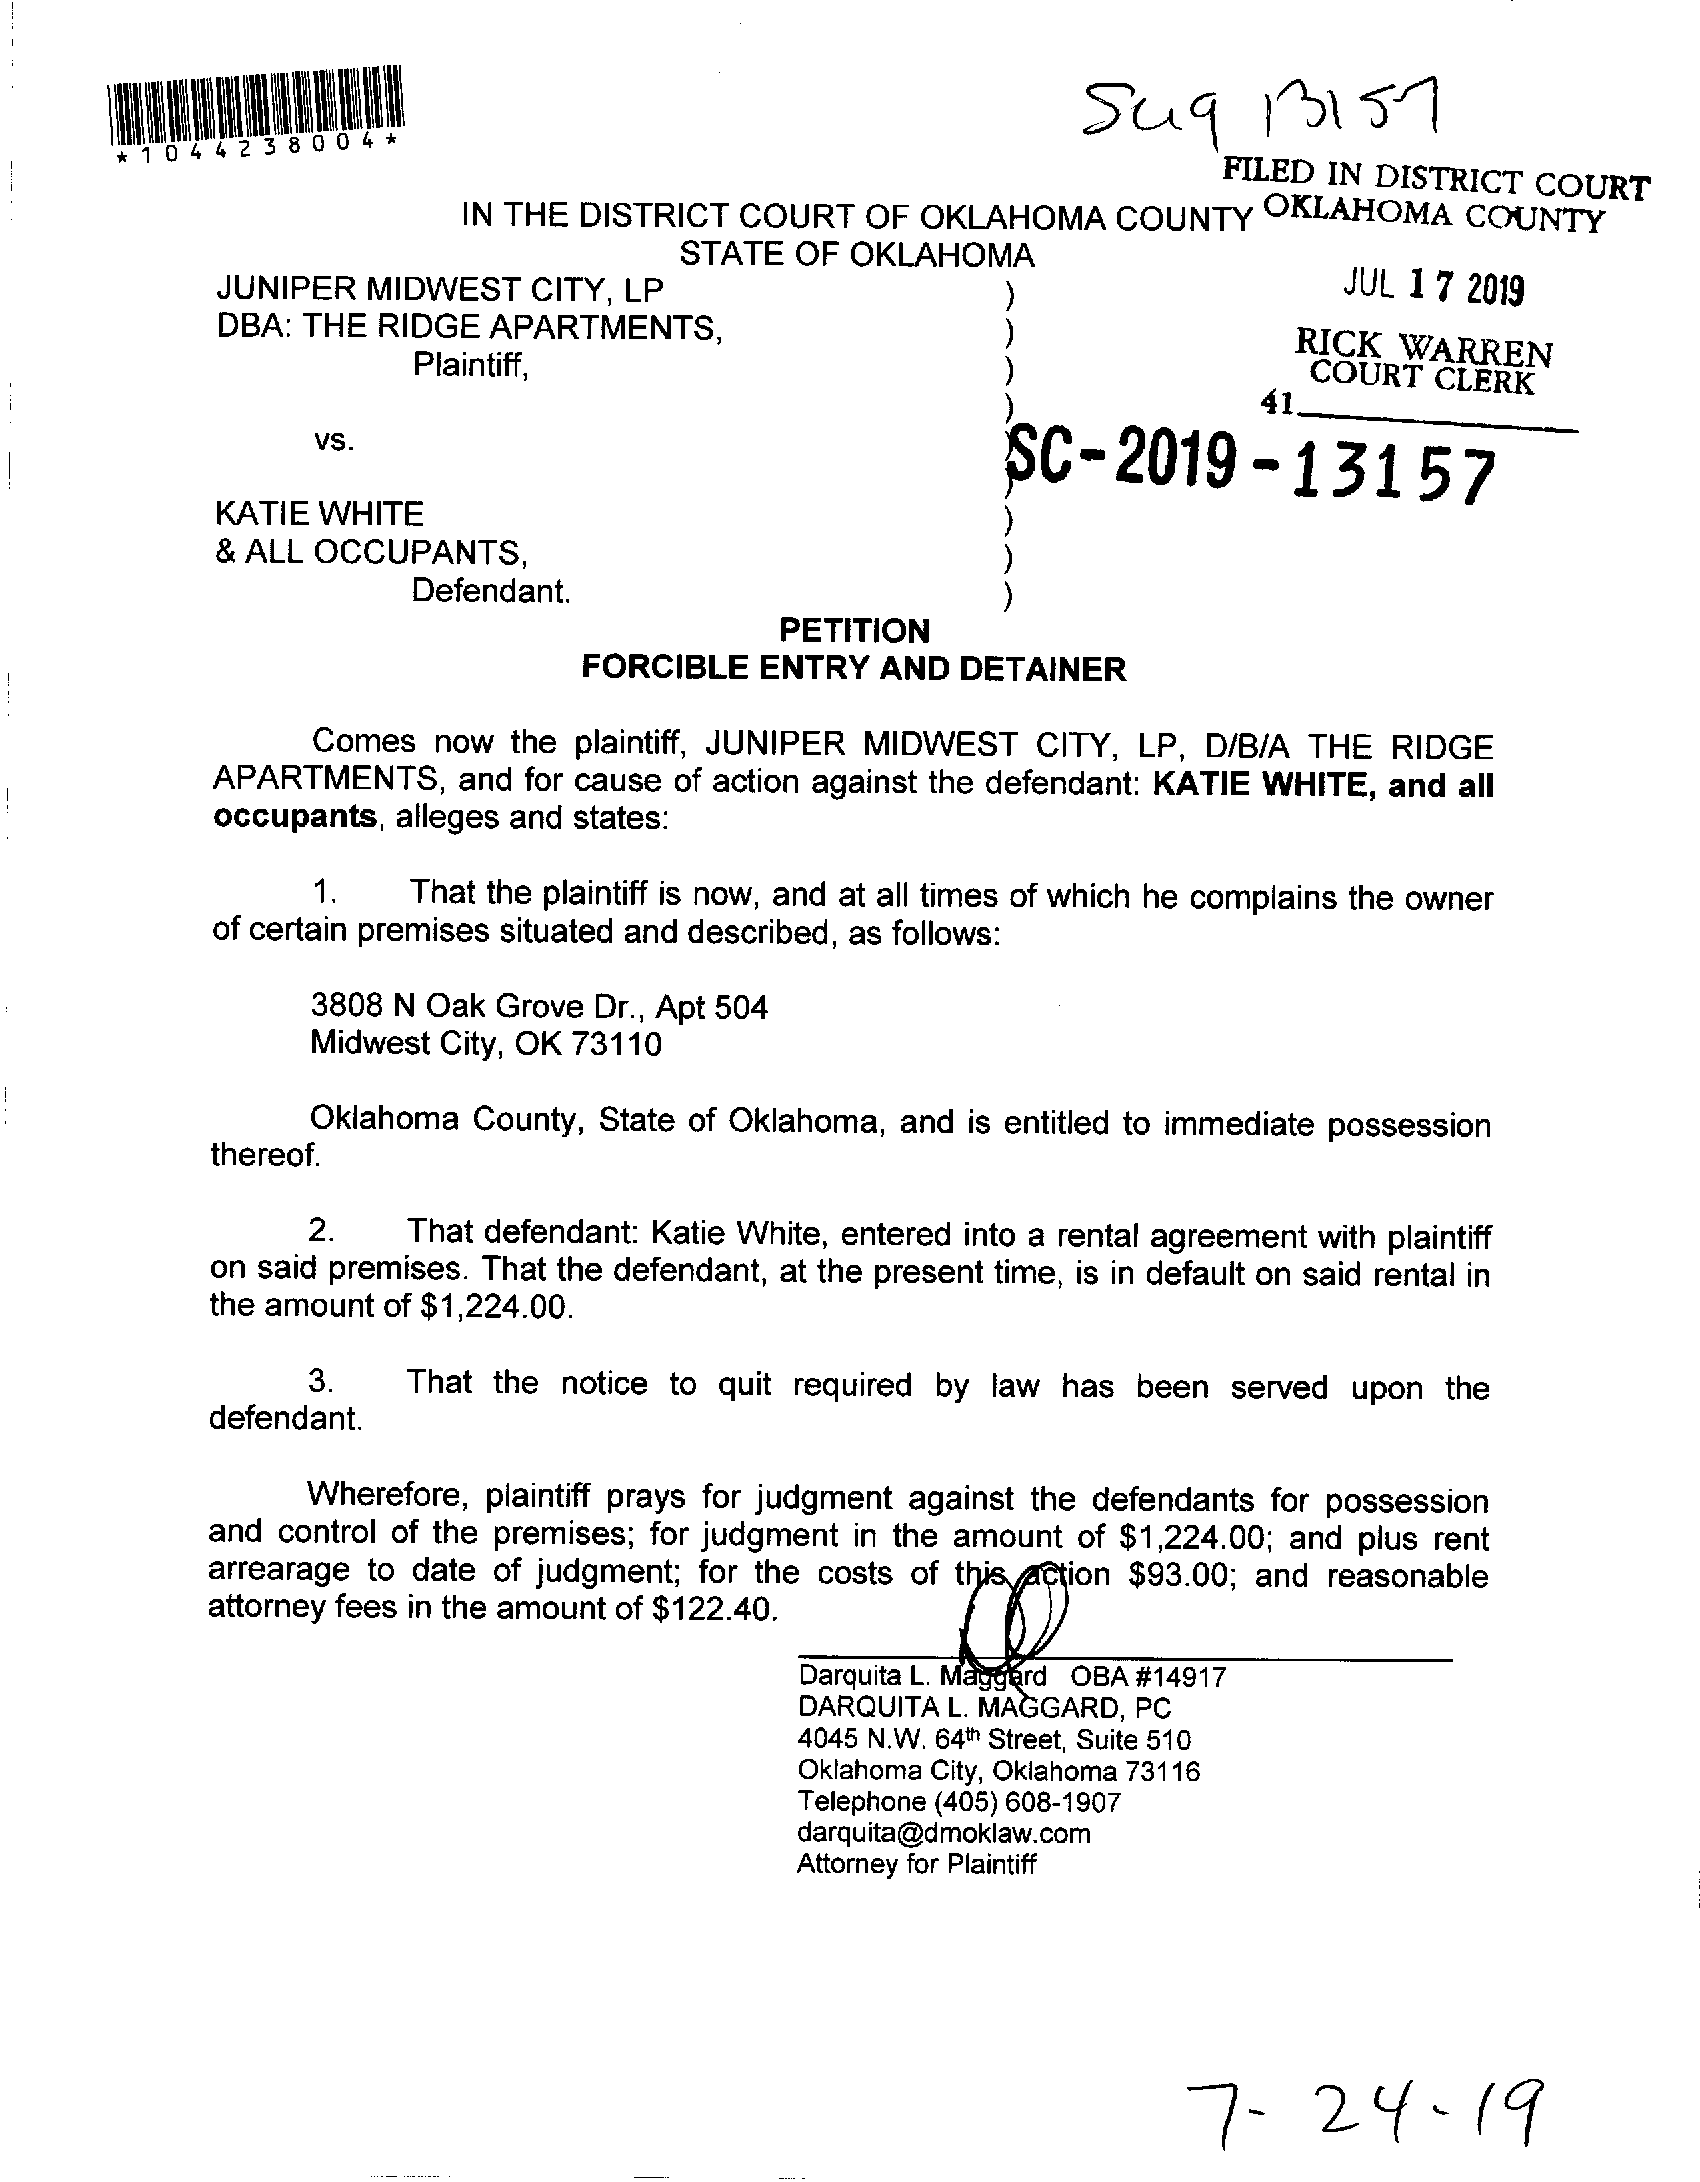 *1044238004*
SC19 13157
FILED IN DISTRICT COURT
OKLAHOMA COUNTY
IN THE DISTRICT COURT OF OKLAHOMA COUNTY
STATE OF OKLAHOMA
JUL 17 2019
RICK WARREN
COURT CLERK
41
JUNIPER MIDWEST CITY, LP )
DBA: THE RIDGE APARTMENTS, )
Plaintiff, )
)
vs.
SC-2019-13157
KATIE WHITE )
& ALL OCCUPANTS, )
Defendant. )
PETITION
FORCIBLE ENTRY AND DETAINER
Comes now the plaintiff, JUNIPER MIDWEST CITY, LP, D/B/A THE RIDGE
APARTMENTS, and for cause of action against the defendant: KATIE WHITE, and all
occupants, alleges and states:
1. That the plaintiff is now, and at all times of which he complains the owner
of certain premises situated and described, as follows:
3808 N Oak Grove Dr., Apt 504
Midwest City, OK 73110
Oklahoma County, State of Oklahoma, and is entitled to immediate possession
thereof.
2. That defendant: Katie White, entered into a rental agreement with plaintiff
on said premises. That the defendant, at the present time, is in default on said rental in
the amount of $1,224.00.
3. That the notice to quit required by law has been served upon the
defendant.
Wherefore, plaintiff prays for judgment against the defendants for possession
and control of the premises; for judgment in the amount of $1,224.00; and plus rent
arrearage to date of judgment; for the costs of this action $93.00; and reasonable
attorney fees in the amount of $122.40.
Darquita L. Maggard OBA #14917
DARQUITA L. MAGGARD, PC
4045 N.W. 64th Street, Suite 510
Oklahoma City, Oklahoma 73116
Telephone (405) 608-1907
darquita@dmoklaw.com
Attorney for Plaintiff
7-24-19